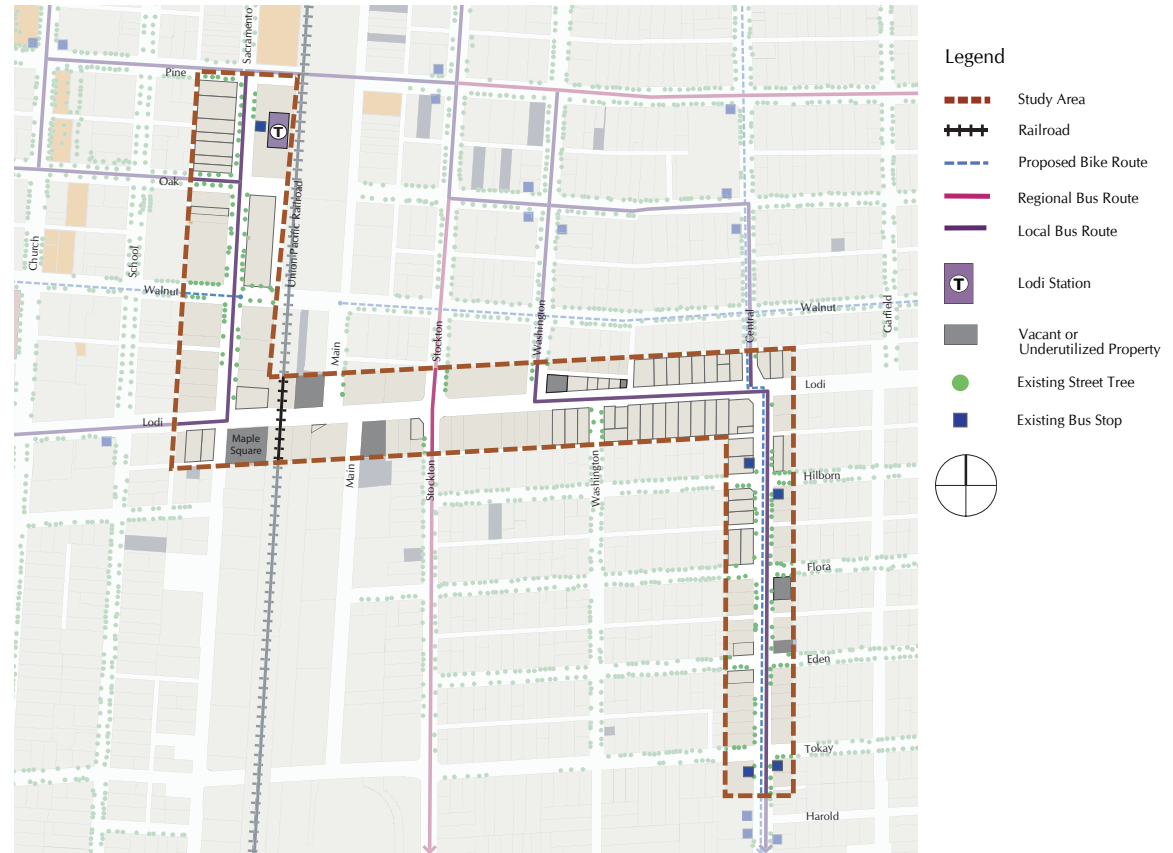 Sacramento
Pine
Oak
Union Pacific Railroad
Church
School
Walnut
Main
Stockton
Washington
Central
Walnut
Garfield
Lodi
Lodi
Maple
Square
Main
Stockton
Washington
Hilborn
Flora
Eden
Tokay
Harold
T
Legend
Study Area
Railroad
Proposed Bike Route
Regional Bus Route
Local Bus Route
T
Lodi Station
Vacant or
Underutilized Property
Existing Street Tree
Existing Bus Stop